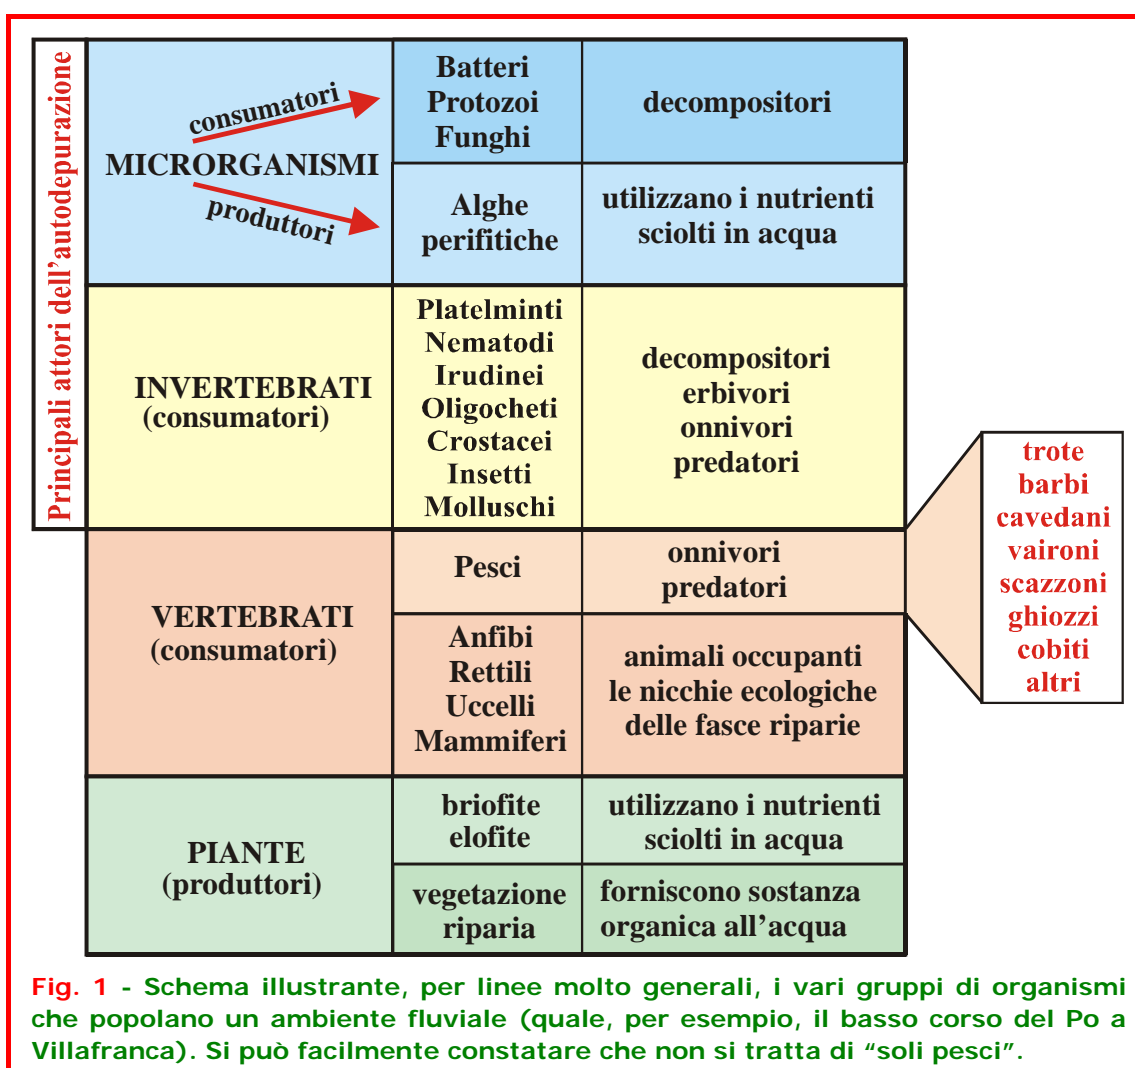 Principali attori dell'autodepurazione
consumatori
MICRORGANISMI
produttori
Batteri
Protozoi
Funghi
decompositori
Alghe
perifitiche
utilizzano i nutrienti
sciolti in acqua
INVERTEBRATI
(consumatori)
Platelminti
Nematodi
Irudinei
Oligocheti
Crostacei
Insetti
Molluschi
decompositori
erbivori
onnivori
predatori
VERTEBRATI
(consumatori)
Pesci
onnivori
predatori
trote
barbi
cavedani
vaironi
scazzoni
ghiozzi
cobiti
altri
Anfibi
Rettili
Uccelli
Mammiferi
animali occupanti
le nicchie ecologiche
delle fasce riparie
PIANTE
(produttori)
briofite
elofite
utilizzano i nutrienti
sciolti in acqua
vegetazione
riparia
forniscono sostanza
organica all'acqua
Fig. 1 - Schema illustrante, per linee molto generali, i vari gruppi di organismi
che popolano un ambiente fluviale (quale, per esempio, il basso corso del Po a
Villafranca). Si può facilmente constatare che non si tratta di “soli pesci”.